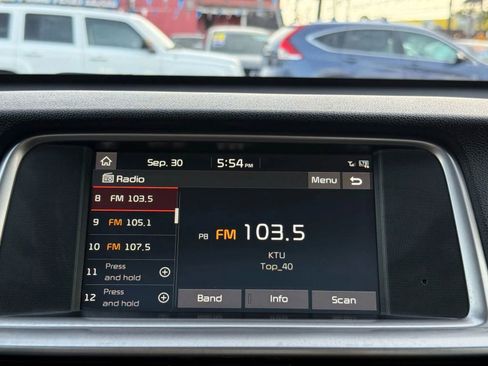 Sep. 30 5:54 PM
Radio Menu
8 FM 103.5
9 FM 105.1
10 FM 107.5
11 Press and hold
12 Press and hold
P8 FM 103.5
KTU
Top_40
Band Info Scan